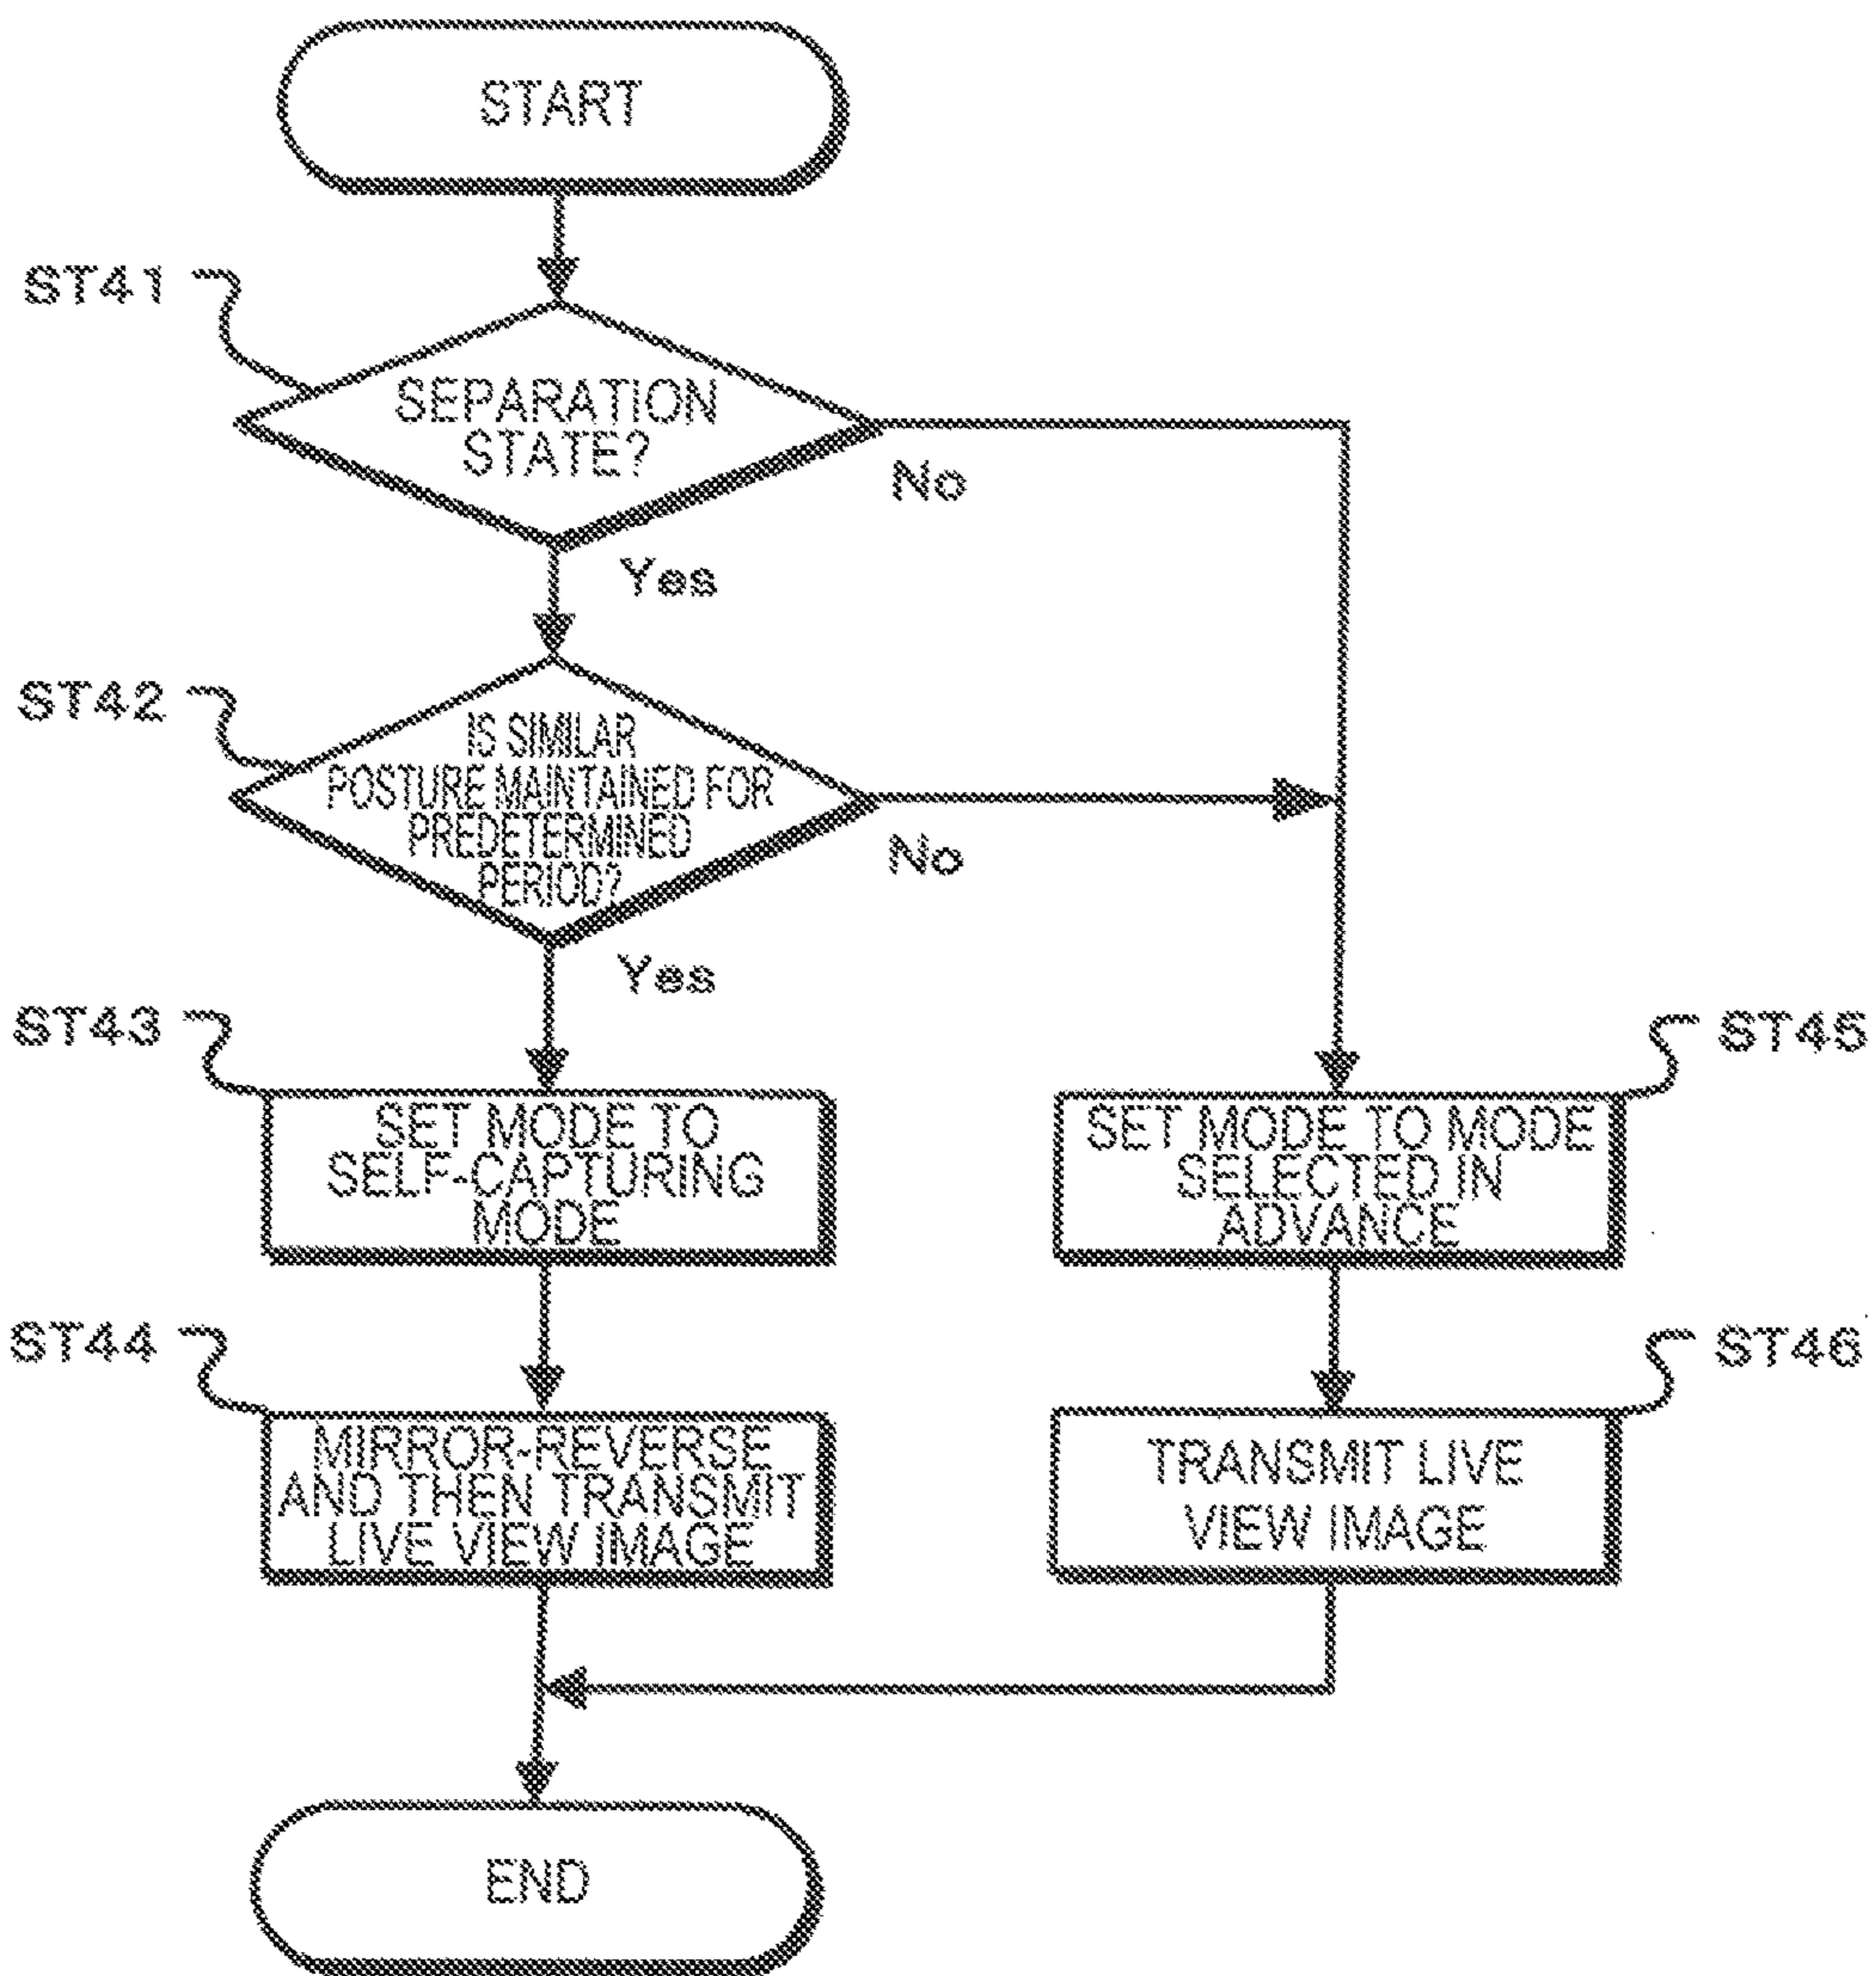 START
ST41
SEPARATION
STATE?
No
Yes
ST42
IS SIMILAR
POSTURE MAINTAINED FOR
PREDETERMINED
PERIOD?
No
Yes
ST43
SET MODE TO
SELF-CAPTURING
MODE
ST45
SET MODE TO MODE
SELECTED IN
ADVANCE
ST44
MIRROR-REVERSE
AND THEN TRANSMIT
LIVE VIEW IMAGE
ST46
TRANSMIT LIVE
VIEW IMAGE
END